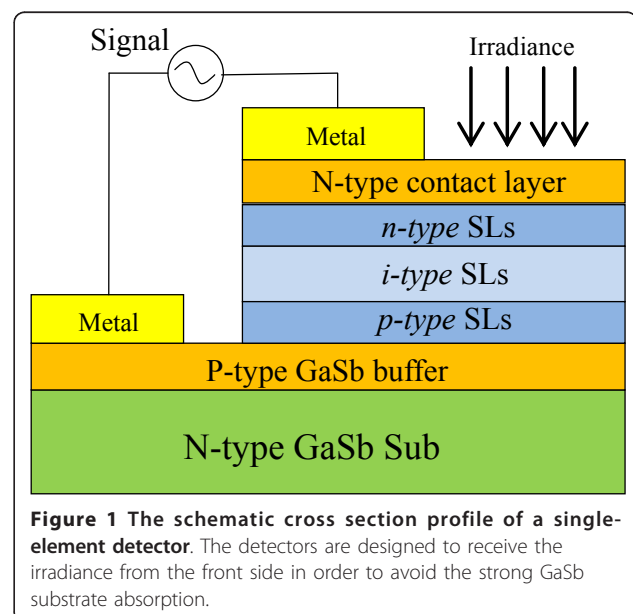 Signal
Irradiance
Metal
N-type contact layer
n-type SLs
i-type SLs
Metal
p-type SLs
P-type GaSb buffer
N-type GaSb Sub
Figure 1 The schematic cross section profile of a single-
element detector. The detectors are designed to receive the
irradiance from the front side in order to avoid the strong GaSb
substrate absorption.